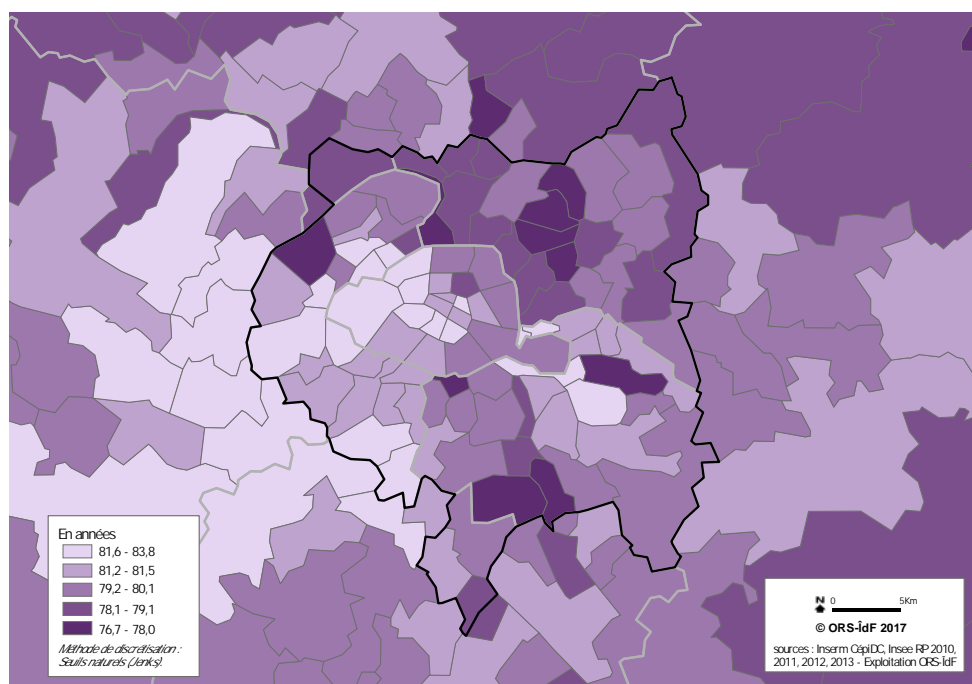 En années
81,6 - 83,8
81,2 - 81,5
79,2 - 80,1
78,1 - 79,1
76,7 - 78,0
Méthode de discrétisation :
Seuils naturels (Jenks).
N 0 5Km
© ORS-ÎdF 2017
sources : Inserm CépiDC, Insee RP 2010,
2011, 2012, 2013 - Exploitation ORS-IdF